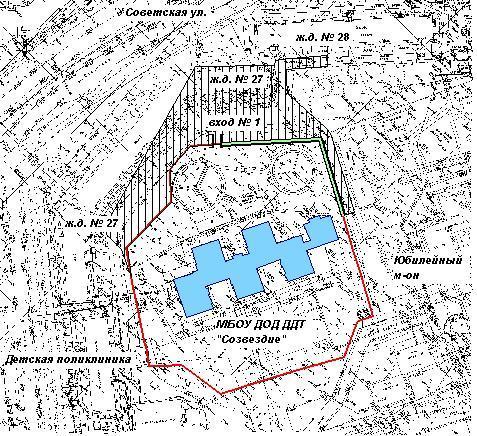 Советская ул.
ж.д. № 28
ж.д. № 27
вход № 1
ж.д. № 27
Юбилейный
м-он
МБОУ ДОД ДДТ
"Созвездие"
Детская поликлиника